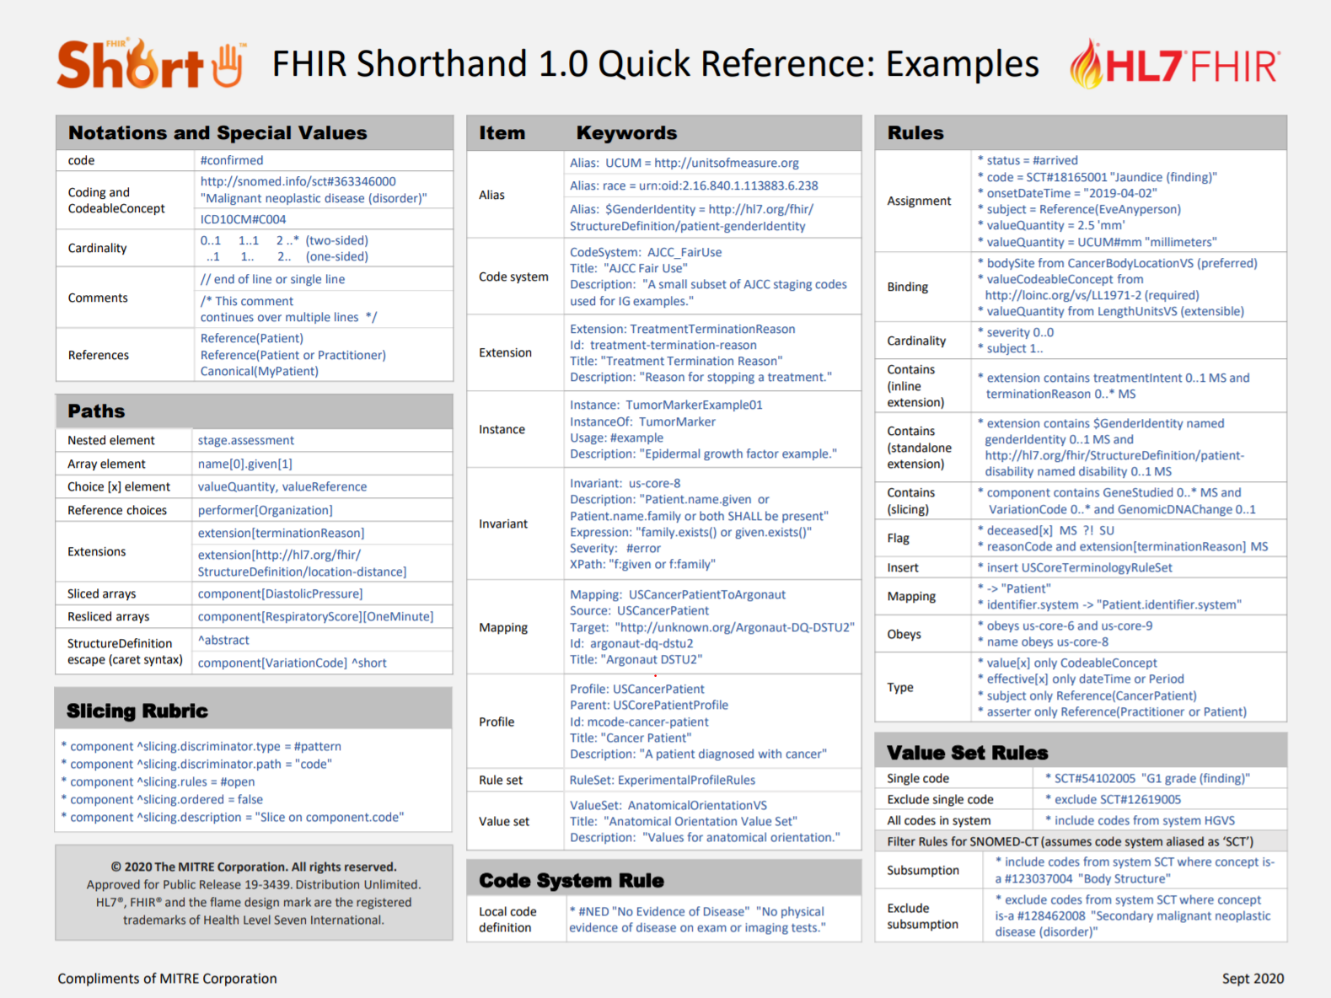 FHIR®
Short ™
FHIR Shorthand 1.0 Quick Reference: Examples
HL7® FHIR®
Notations and Special Values
code
#confirmed
Coding and
CodeableConcept
http://snomed.info/sct#363346000
"Malignant neoplastic disease (disorder)"
ICD10CM#C004
Cardinality
0..1 1..1 2 ..* (two-sided)
..1 1.. 2.. (one-sided)
Comments
// end of line or single line
/* This comment
continues over multiple lines */
References
Reference(Patient)
Reference(Patient or Practitioner)
Canonical(MyPatient)
Paths
Nested element
stage.assessment
Array element
name[0].given[1]
Choice [x] element
valueQuantity, valueReference
Reference choices
performer[Organization]
Extensions
extension[terminationReason]
extension[http://hl7.org/fhir/
StructureDefinition/location-distance]
Sliced arrays
component[DiastolicPressure]
Resliced arrays
component[RespiratoryScore][OneMinute]
StructureDefinition
escape (caret syntax)
^abstract
component[VariationCode] ^short
Slicing Rubric
* component ^slicing.discriminator.type = #pattern
* component ^slicing.discriminator.path = "code"
* component ^slicing.rules = #open
* component ^slicing.ordered = false
* component ^slicing.description = "Slice on component.code"
© 2020 The MITRE Corporation. All rights reserved.
Approved for Public Release 19-3439. Distribution Unlimited.
HL7®, FHIR® and the flame design mark are the registered
trademarks of Health Level Seven International.
Item
Keywords
Alias
Alias: UCUM = http://unitsofmeasure.org
Alias: race = urn:oid:2.16.840.1.113883.6.238
Alias: $GenderIdentity = http://hl7.org/fhir/
StructureDefinition/patient-genderIdentity
Code system
CodeSystem: AJCC_FairUse
Title: "AJCC Fair Use"
Description: "A small subset of AJCC staging codes
used for IG examples."
Extension
Extension: TreatmentTerminationReason
Id: treatment-termination-reason
Title: "Treatment Termination Reason"
Description: "Reason for stopping a treatment."
Instance
Instance: TumorMarkerExample01
InstanceOf: TumorMarker
Usage: #example
Description: "Epidermal growth factor example."
Invariant
Invariant: us-core-8
Description: "Patient.name.given or
Patient.name.family or both SHALL be present"
Expression: "family.exists() or given.exists()"
Severity: #error
XPath: "f:given or f:family"
Mapping
Mapping: USCancerPatientToArgonaut
Source: USCancerPatient
Target: "http://unknown.org/Argonaut-DQ-DSTU2"
Id: argonaut-dq-dstu2
Title: "Argonaut DSTU2"
Profile
Profile: USCancerPatient
Parent: USCorePatientProfile
Id: mcode-cancer-patient
Title: "Cancer Patient"
Description: "A patient diagnosed with cancer"
Rule set
RuleSet: ExperimentalProfileRules
Value set
ValueSet: AnatomicalOrientationVS
Title: "Anatomical Orientation Value Set"
Description: "Values for anatomical orientation."
Code System Rule
Local code
definition
* #NED "No Evidence of Disease" "No physical
evidence of disease on exam or imaging tests."
Rules
Assignment
* status = #arrived
* code = SCT#18165001 "Jaundice (finding)"
* onsetDateTime = "2019-04-02"
* subject = Reference(EveAnyperson)
* valueQuantity = 2.5 'mm'
* valueQuantity = UCUM#mm "millimeters"
Binding
* bodySite from CancerBodyLocationVS (preferred)
* valueCodeableConcept from
http://loinc.org/vs/LL1971-2 (required)
* valueQuantity from LengthUnitsVS (extensible)
Cardinality
* severity 0..0
* subject 1..
Contains
(inline
extension)
* extension contains treatmentIntent 0..1 MS and
terminationReason 0..* MS
Contains
(standalone
extension)
* extension contains $GenderIdentity named
genderIdentity 0..1 MS and
http://hl7.org/fhir/StructureDefinition/patient-
disability named disability 0..1 MS
Contains
(slicing)
* component contains GeneStudied 0..* MS and
VariationCode 0..* and GenomicDNAChange 0..1
Flag
* deceased[x] MS ?! SU
* reasonCode and extension[terminationReason] MS
Insert
* insert USCoreTerminologyRuleSet
Mapping
* -> "Patient"
* identifier.system -> "Patient.identifier.system"
Obeys
* obeys us-core-6 and us-core-9
* name obeys us-core-8
Type
* value[x] only CodeableConcept
* effective[x] only dateTime or Period
* subject only Reference(CancerPatient)
* asserter only Reference(Practitioner or Patient)
Value Set Rules
Single code
* SCT#54102005 "G1 grade (finding)"
Exclude single code
* exclude SCT#12619005
All codes in system
* include codes from system HGVS
Filter Rules for SNOMED-CT (assumes code system aliased as ‘SCT’)
Subsumption
* include codes from system SCT where concept is-
a #123037004 "Body Structure"
Exclude
subsumption
* exclude codes from system SCT where concept
is-a #128462008 "Secondary malignant neoplastic
disease (disorder)"
Compliments of MITRE Corporation
Sept 2020